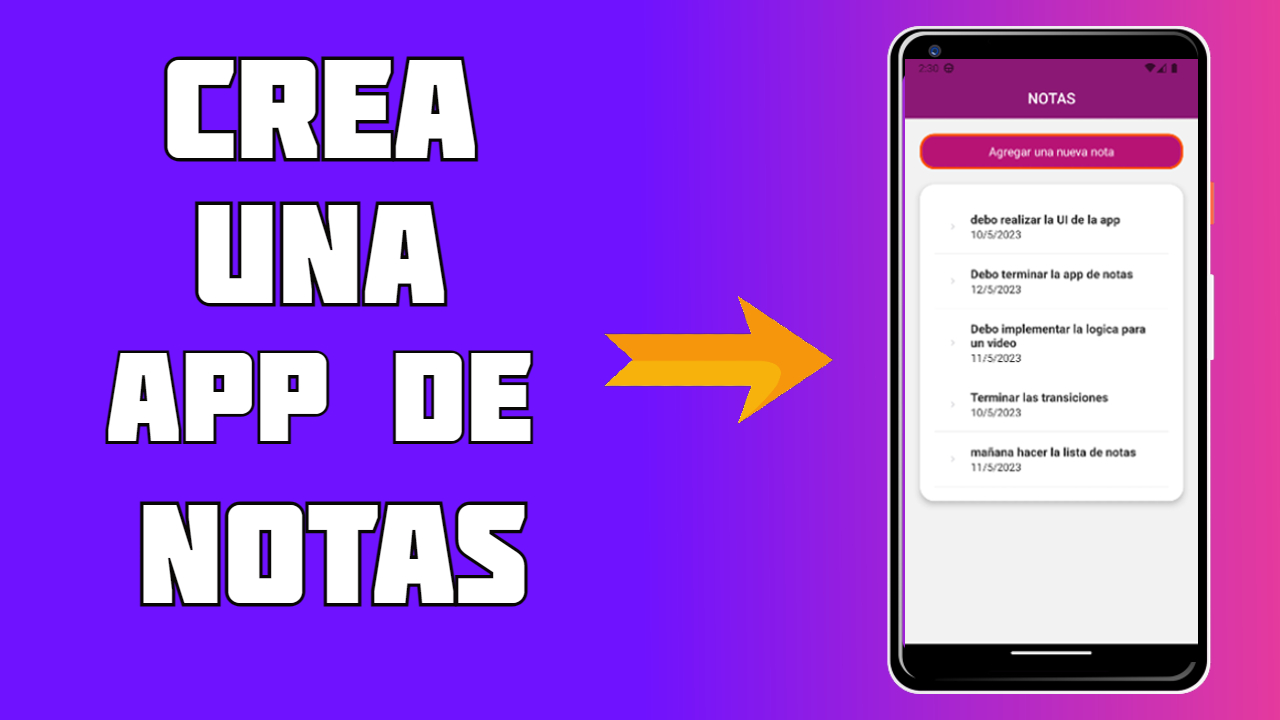 CREA
UNA
APP DE
NOTAS
2:30
NOTAS
Agregar una nueva nota
debo realizar la UI de la app
10/5/2023
Debo terminar la app de notas
12/5/2023
Debo implementar la logica para
un video
11/5/2023
Terminar las transiciones
10/5/2023
mañana hacer la lista de notas
11/5/2023